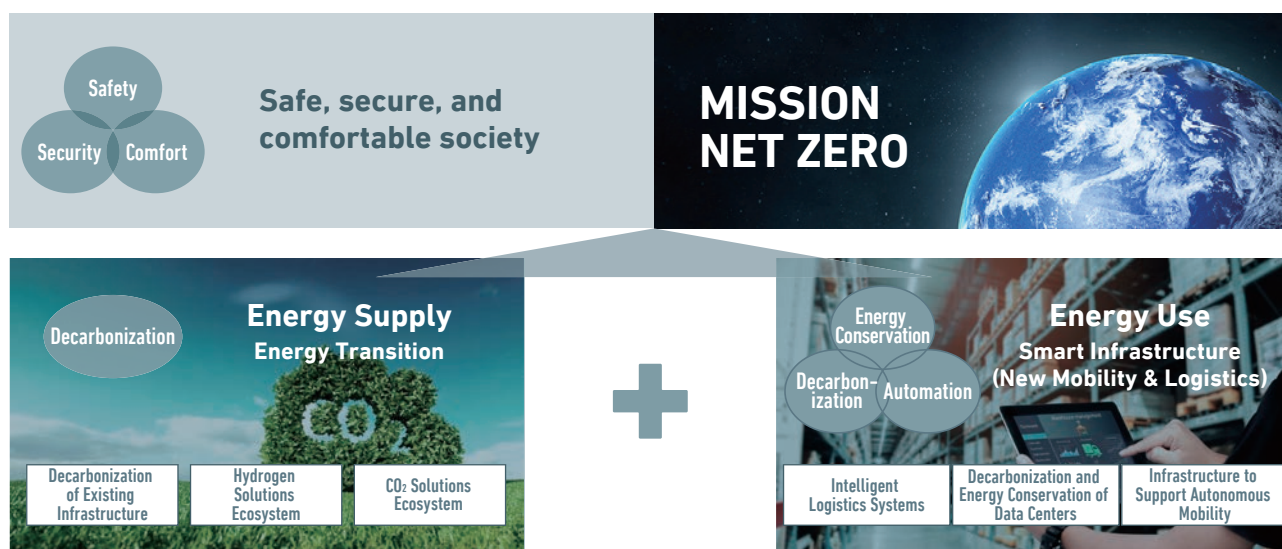 Safety
Security
Comfort
Safe, secure, and
comfortable society
MISSION
NET ZERO
Decarbonization
Energy Supply
Energy Transition
CO2
Decarbonization
of Existing
Infrastructure
Hydrogen
Solutions
Ecosystem
CO2 Solutions
Ecosystem
Energy
Conservation
Decarbon-
ization
Automation
Energy Use
Smart Infrastructure
(New Mobility & Logistics)
Intelligent
Logistics Systems
Decarbonization and
Energy Conservation of
Data Centers
Infrastructure to
Support Autonomous
Mobility